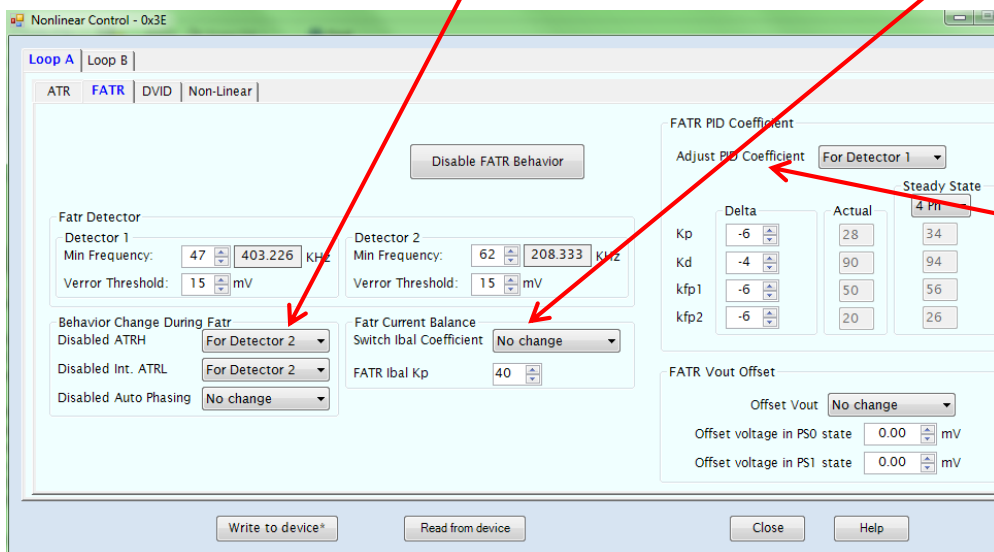 Nonlinear Control - 0x3E
Loop A Loop B
ATR FATR DVID Non-Linear
Disable FATR Behavior
Fatr Detector
Detector 1
Min Frequency: 47 403.226 KHz
Verror Threshold: 15 mV
Detector 2
Min Frequency: 62 208.333 KHz
Verror Threshold: 15 mV
Behavior Change During Fatr
Disabled ATRH For Detector 2
Disabled Int. ATRL For Detector 2
Disabled Auto Phasing No change
Fatr Current Balance
Switch Ibal Coefficient No change
FATR Ibal Kp 40
FATR PID Coefficient
Adjust PID Coefficient For Detector 1
Delta Actual Steady State
4 Ph
Kp -6 28 34
Kd -4 90 94
kfp1 -6 50 56
kfp2 -6 20 26
FATR Vout Offset
Offset Vout No change
Offset voltage in PS0 state 0.00 mV
Offset voltage in PS1 state 0.00 mV
Write to device* Read from device Close Help